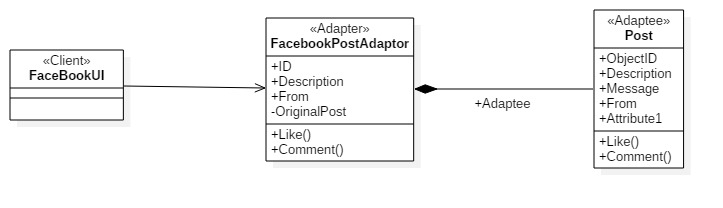 «Client»
FaceBookUI
«Adapter»
FacebookPostAdaptor
+ID
+Description
+From
-OriginalPost
+Like()
+Comment()
+Adaptee
«Adaptee»
Post
+ObjectID
+Description
+Message
+From
+Attribute1
+Like()
+Comment()